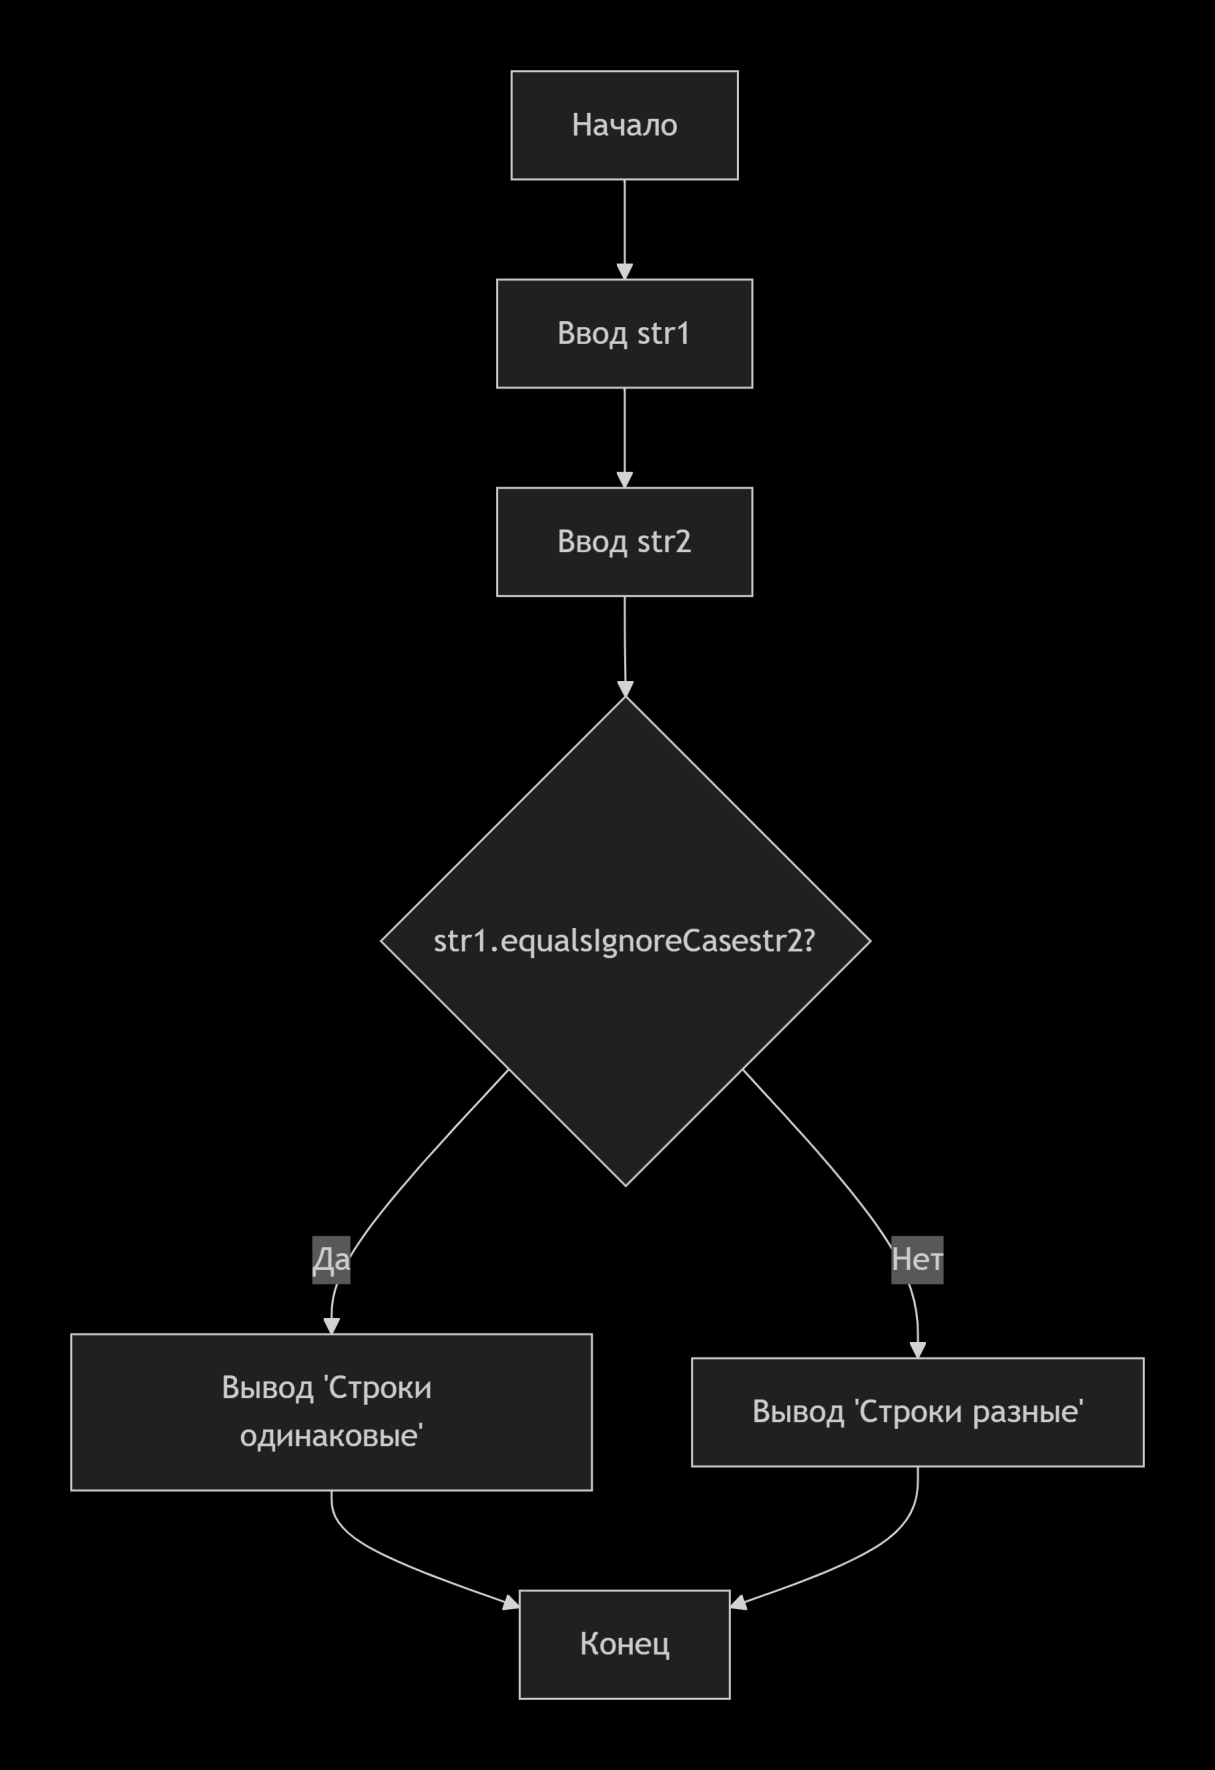 Начало
Ввод str1
Ввод str2
str1.equalsIgnoreCasestr2?
Да
Нет
Вывод 'Строки
одинаковые'
Вывод 'Строки разные'
Конец